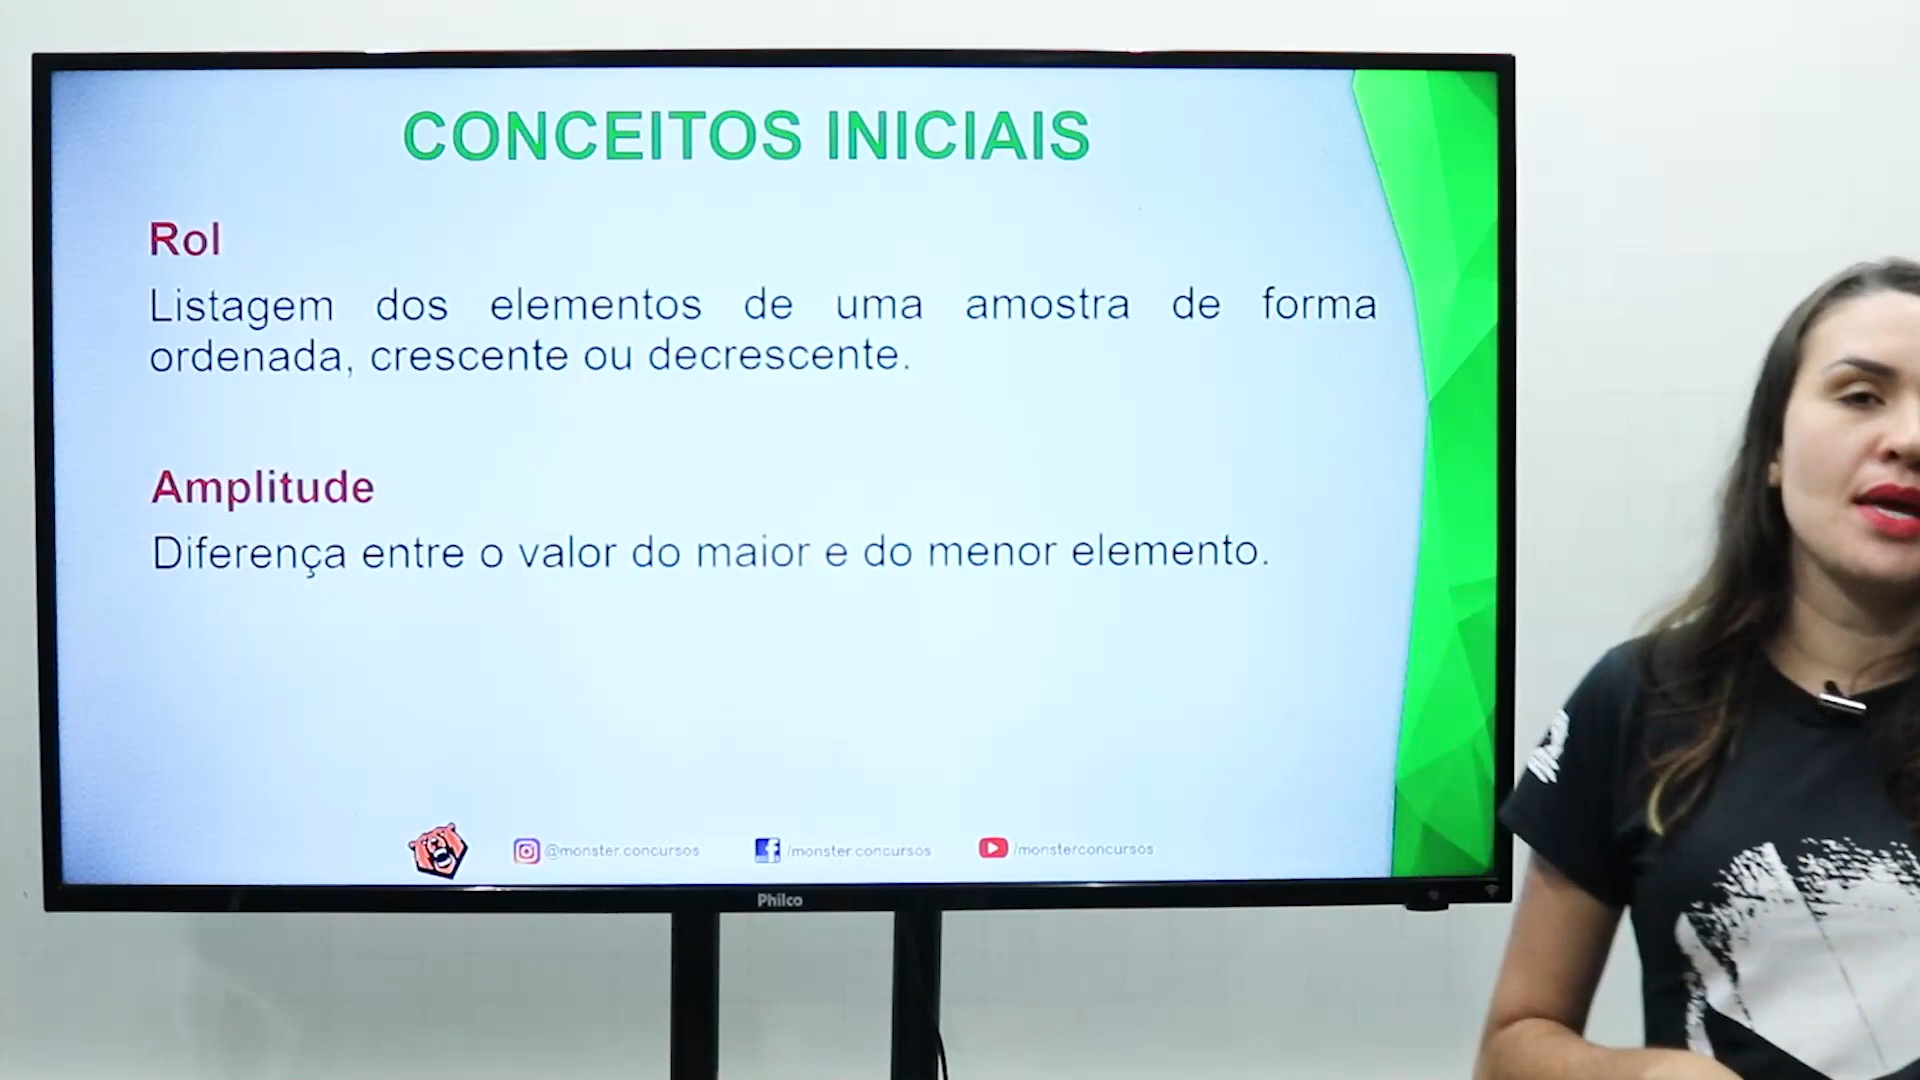 CONCEITOS INICIAIS
Rol
Listagem dos elementos de uma amostra de forma
ordenada, crescente ou decrescente.
Amplitude
Diferença entre o valor do maior e do menor elemento.
@monster.concursos /monster.concursos /monsterconcursos
Philco